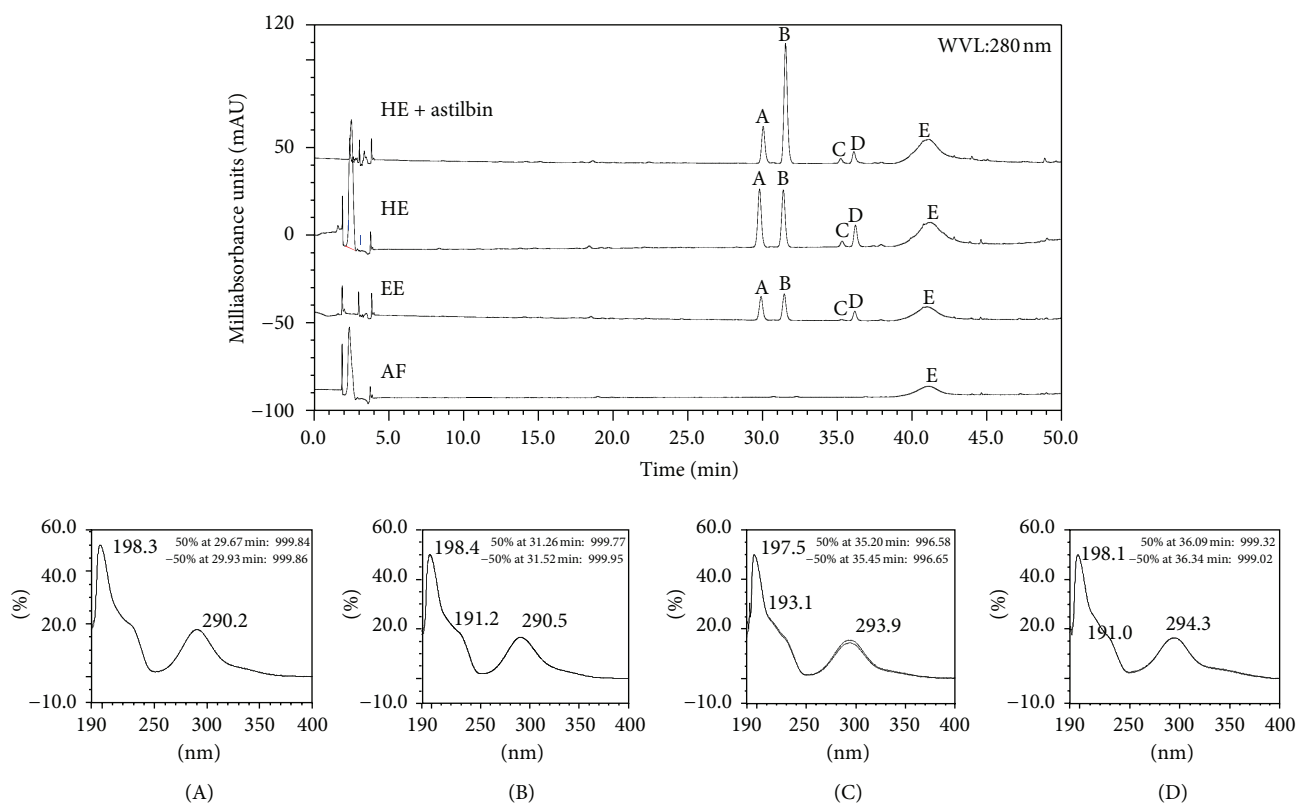 120
WVL:280 nm
B
HE + astilbin
A
E
50
C
D
A
B
HE
D
E
0
C
A
B
EE
C
D
E
−50
AF
E
−100
0.0
5.0
10.0
15.0
20.0
25.0
30.0
35.0
40.0
45.0
50.0
Milliabsorbance units (mAU)
Time (min)
60.0
50% at 29.67 min: 999.84
−50% at 29.93 min: 999.86
198.3
40.0
(%)
290.2
20.0
−10.0
190
250
300
400
(nm)
(A)
60.0
50% at 31.26 min: 999.77
−50% at 31.52 min: 999.95
198.4
40.0
(%)
191.2
290.5
20.0
−10.0
190
250
300
400
(nm)
(B)
60.0
50% at 35.20 min: 996.58
−50% at 35.45 min: 996.65
197.5
40.0
(%)
193.1
293.9
20.0
−10.0
190
250
300
400
(nm)
(C)
60.0
50% at 36.09 min: 999.32
−50% at 36.34 min: 999.02
198.1
40.0
(%)
191.0
294.3
20.0
−10.0
190
250
300
400
(nm)
(D)